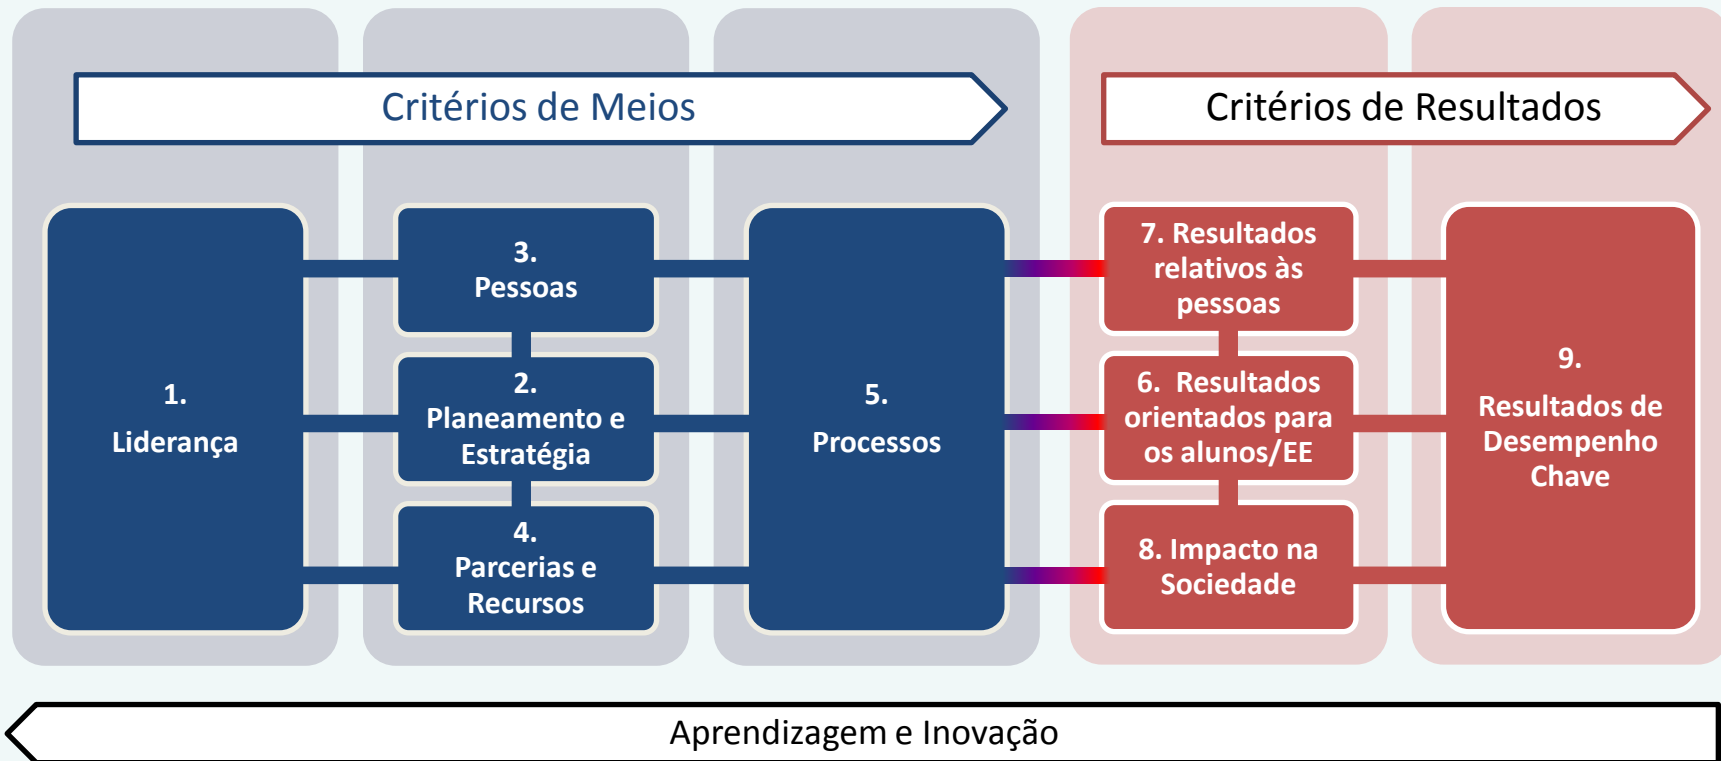 Critérios de Meios
Critérios de Resultados
1.
Liderança
3.
Pessoas
2.
Planeamento e
Estratégia
4.
Parcerias e
Recursos
5.
Processos
7. Resultados
relativos às
pessoas
6. Resultados
orientados para
os alunos/EE
8. Impacto na
Sociedade
9.
Resultados de
Desempenho
Chave
Aprendizagem e Inovação